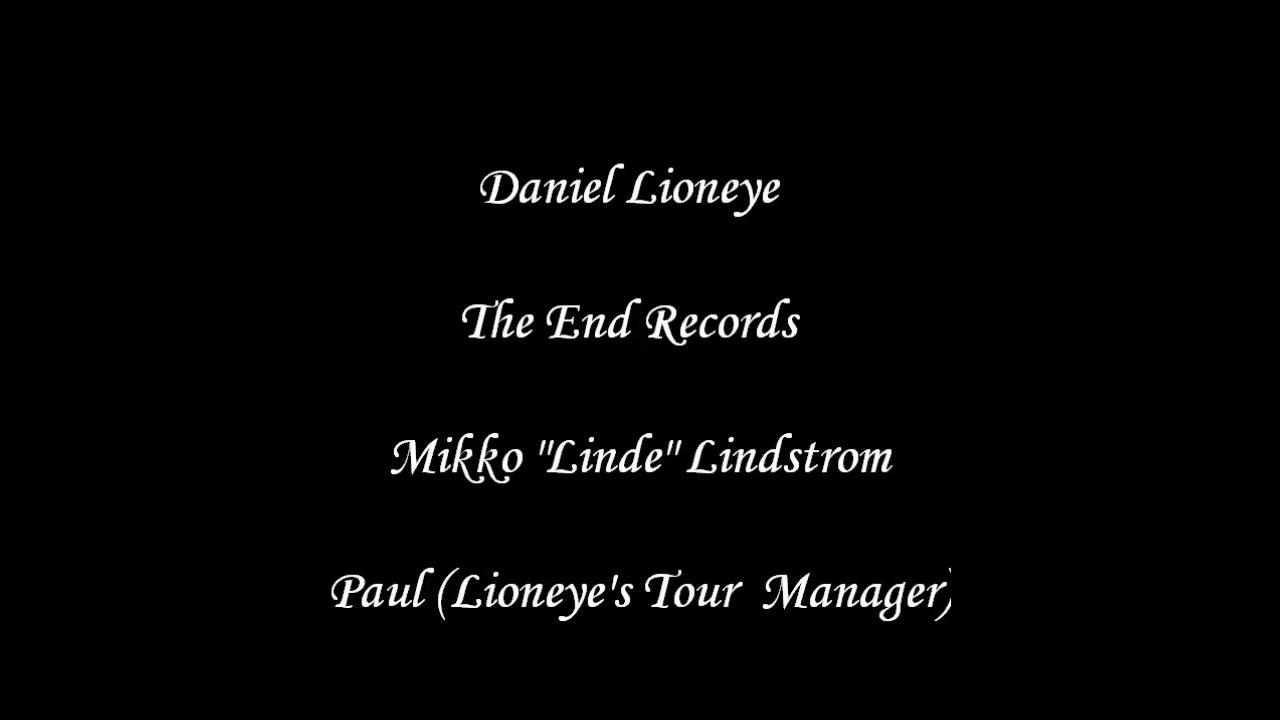 Daniel Lioneye
The End Records
Mikko "Linde" Lindstrom
Paul (Lioneye's Tour Manager)